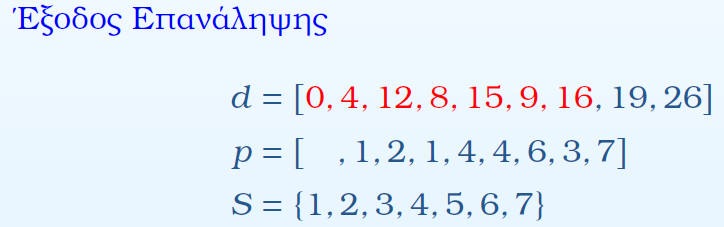 Έξοδος Επανάληψης
d = [0, 4, 12, 8, 15, 9, 16, 19, 26]
p = [ , 1, 2, 1, 4, 4, 6, 3, 7]
S = {1, 2, 3, 4, 5, 6, 7}